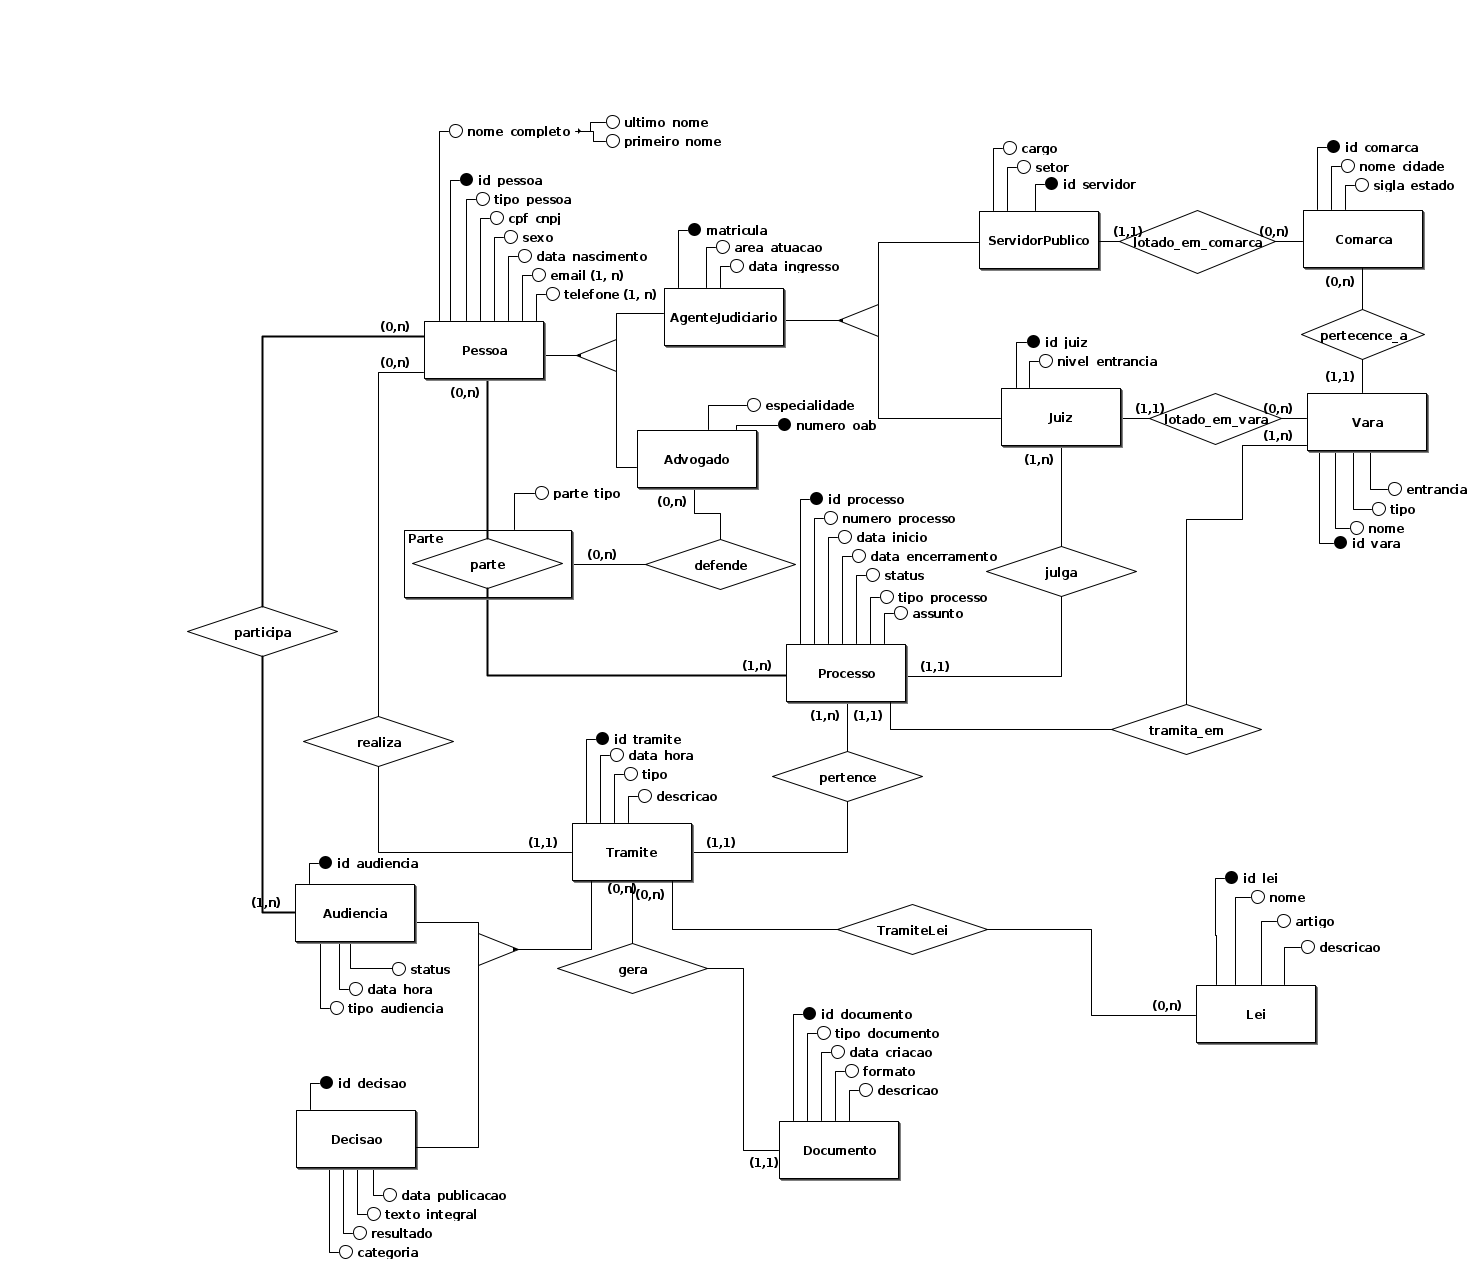 nome completo
ultimo nome
primeiro nome
id pessoa
tipo pessoa
cpf cnpj
sexo
data nascimento
email (1, n)
telefone (1, n)
Pessoa
(0,n)
(0,n)
(0,n)
matricula
area atuacao
data ingresso
AgenteJudiciario
cargo
setor
id servidor
ServidorPublico
(1,1)
lotado_em_comarca
(0,n)
id comarca
nome cidade
sigla estado
Comarca
(0,n)
pertecence_a
(1,1)
id juiz
nivel entrancia
Juiz
(1,1)
lotado_em_vara
(0,n)
(1,n)
Vara
entrancia
tipo
nome
id vara
especialidade
numero oab
Advogado
(0,n)
(1,n)
parte tipo
Parte
parte
(0,n)
defende
julga
id processo
numero processo
data inicio
data encerramento
status
tipo processo
assunto
Processo
(1,n)
(1,1)
(1,n)
(1,1)
participa
realiza
tramita_em
pertence
id tramite
data hora
tipo
descricao
Tramite
(1,1)
(1,1)
(0,n)
(0,n)
id audiencia
(1,n)
Audiencia
status
data hora
tipo audiencia
gera
TramiteLei
id lei
nome
artigo
descricao
(0,n)
Lei
id documento
tipo documento
data criacao
formato
descricao
Documento
(1,1)
id decisao
Decisao
data publicacao
texto integral
resultado
categoria